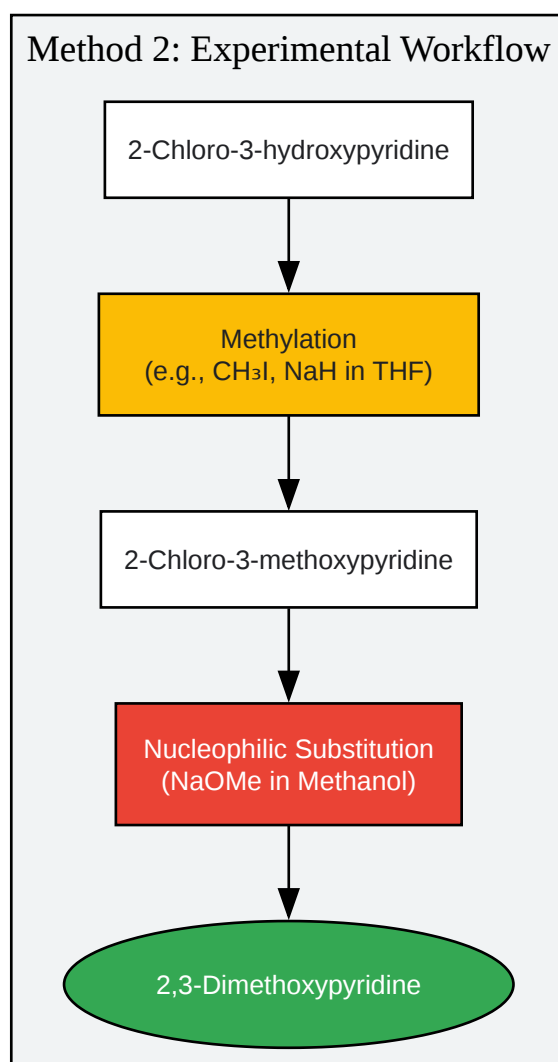 Method 2: Experimental Workflow
2-Chloro-3-hydroxypyridine
Methylation
(e.g., CH₃I, NaH in THF)
2-Chloro-3-methoxypyridine
Nucleophilic Substitution
(NaOMe in Methanol)
2,3-Dimethoxypyridine